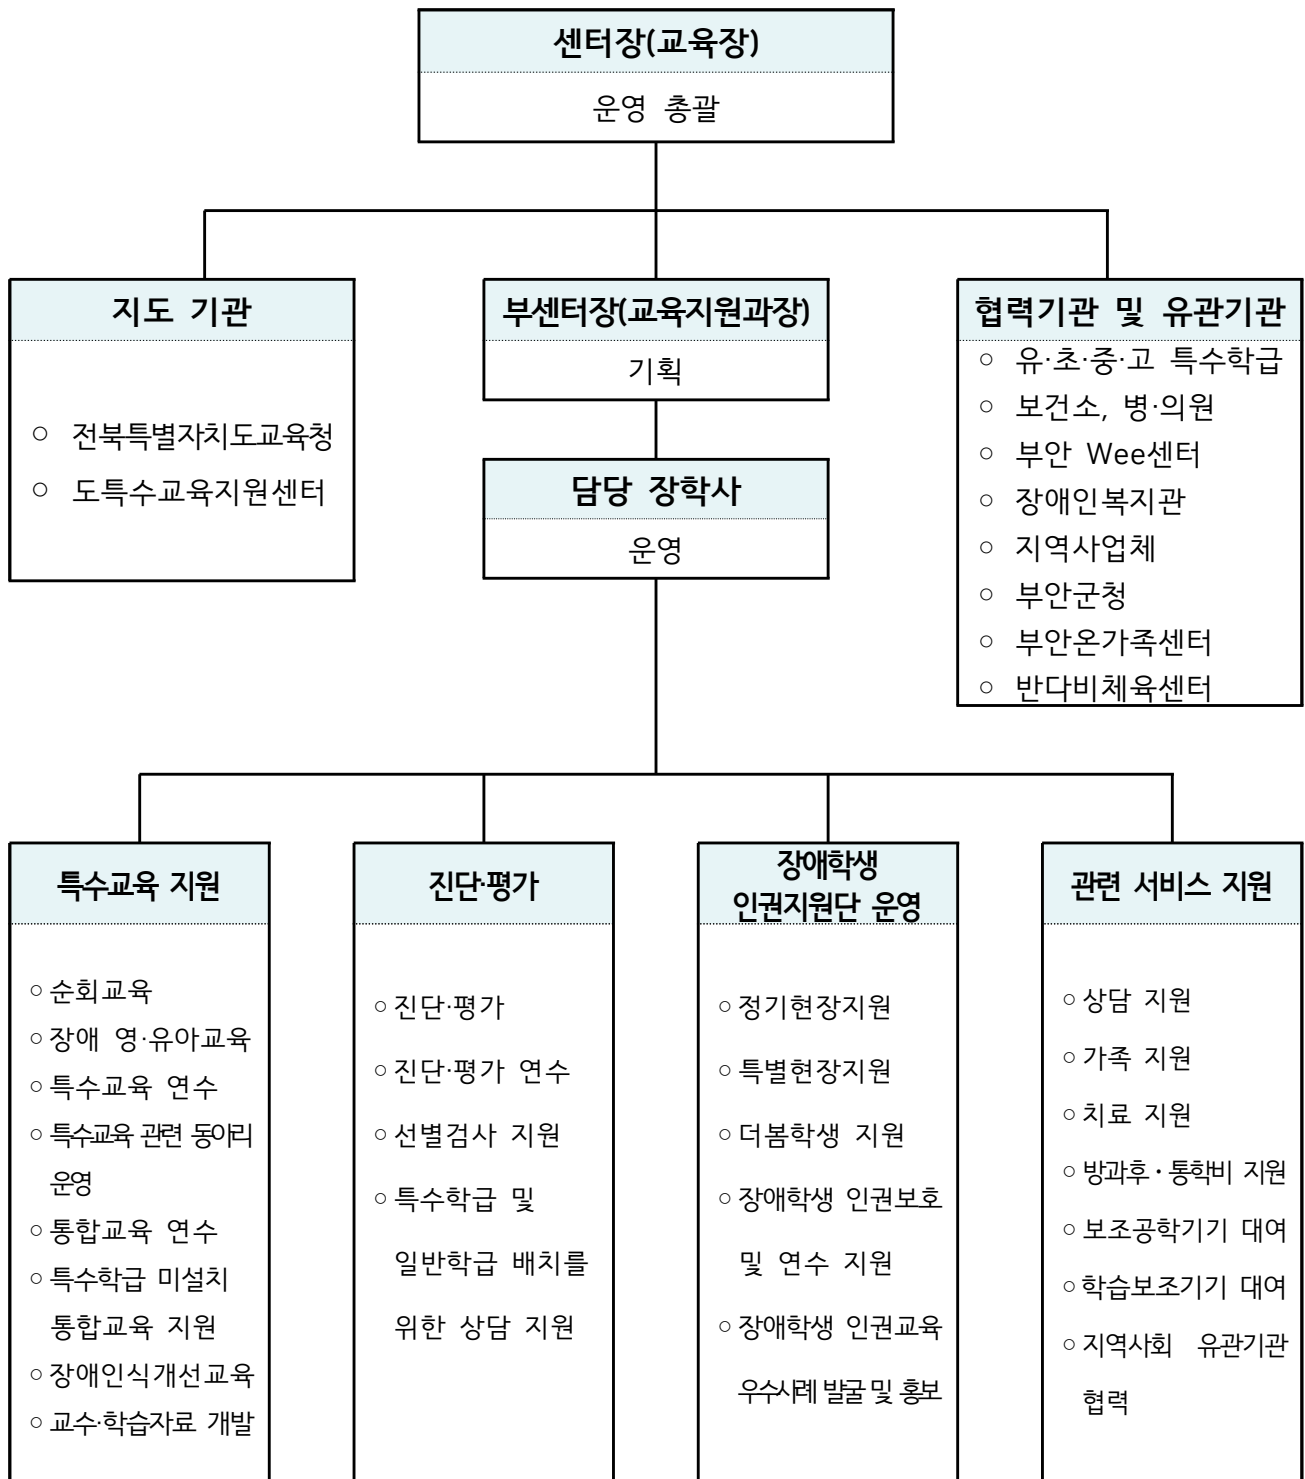 센터장(교육장)
운영 총괄
지도 기관
○ 전북특별자치도교육청
○ 도특수교육지원센터
부센터장(교육지원과장)
기획
담당 장학사
운영
협력기관 및 유관기관
○ 유·초·중·고 특수학급
○ 보건소, 병·의원
○ 부안 Wee센터
○ 장애인복지관
○ 지역사업체
○ 부안군청
○ 부안온가족센터
○ 반다비체육센터
특수교육 지원
○ 순회교육
○ 장애 영·유아교육
○ 특수교육 연수
○ 특수교육 관련 동아리
운영
○ 통합교육 연수
○ 특수학급 미설치
통합교육 지원
○ 장애인식개선교육
○ 교수·학습자료 개발
진단·평가
○ 진단·평가
○ 진단·평가 연수
○ 선별검사 지원
○ 특수학급 및
일반학급 배치를
위한 상담 지원
장애학생
인권지원단 운영
○ 정기현장지원
○ 특별현장지원
○ 더봄학생 지원
○ 장애학생 인권보호
및 연수 지원
○ 장애학생 인권교육
우수사례 발굴 및 홍보
관련 서비스 지원
○ 상담 지원
○ 가족 지원
○ 치료 지원
○ 방과후·통학비 지원
○ 보조공학기기 대여
○ 학습보조기기 대여
○ 지역사회 유관기관
협력